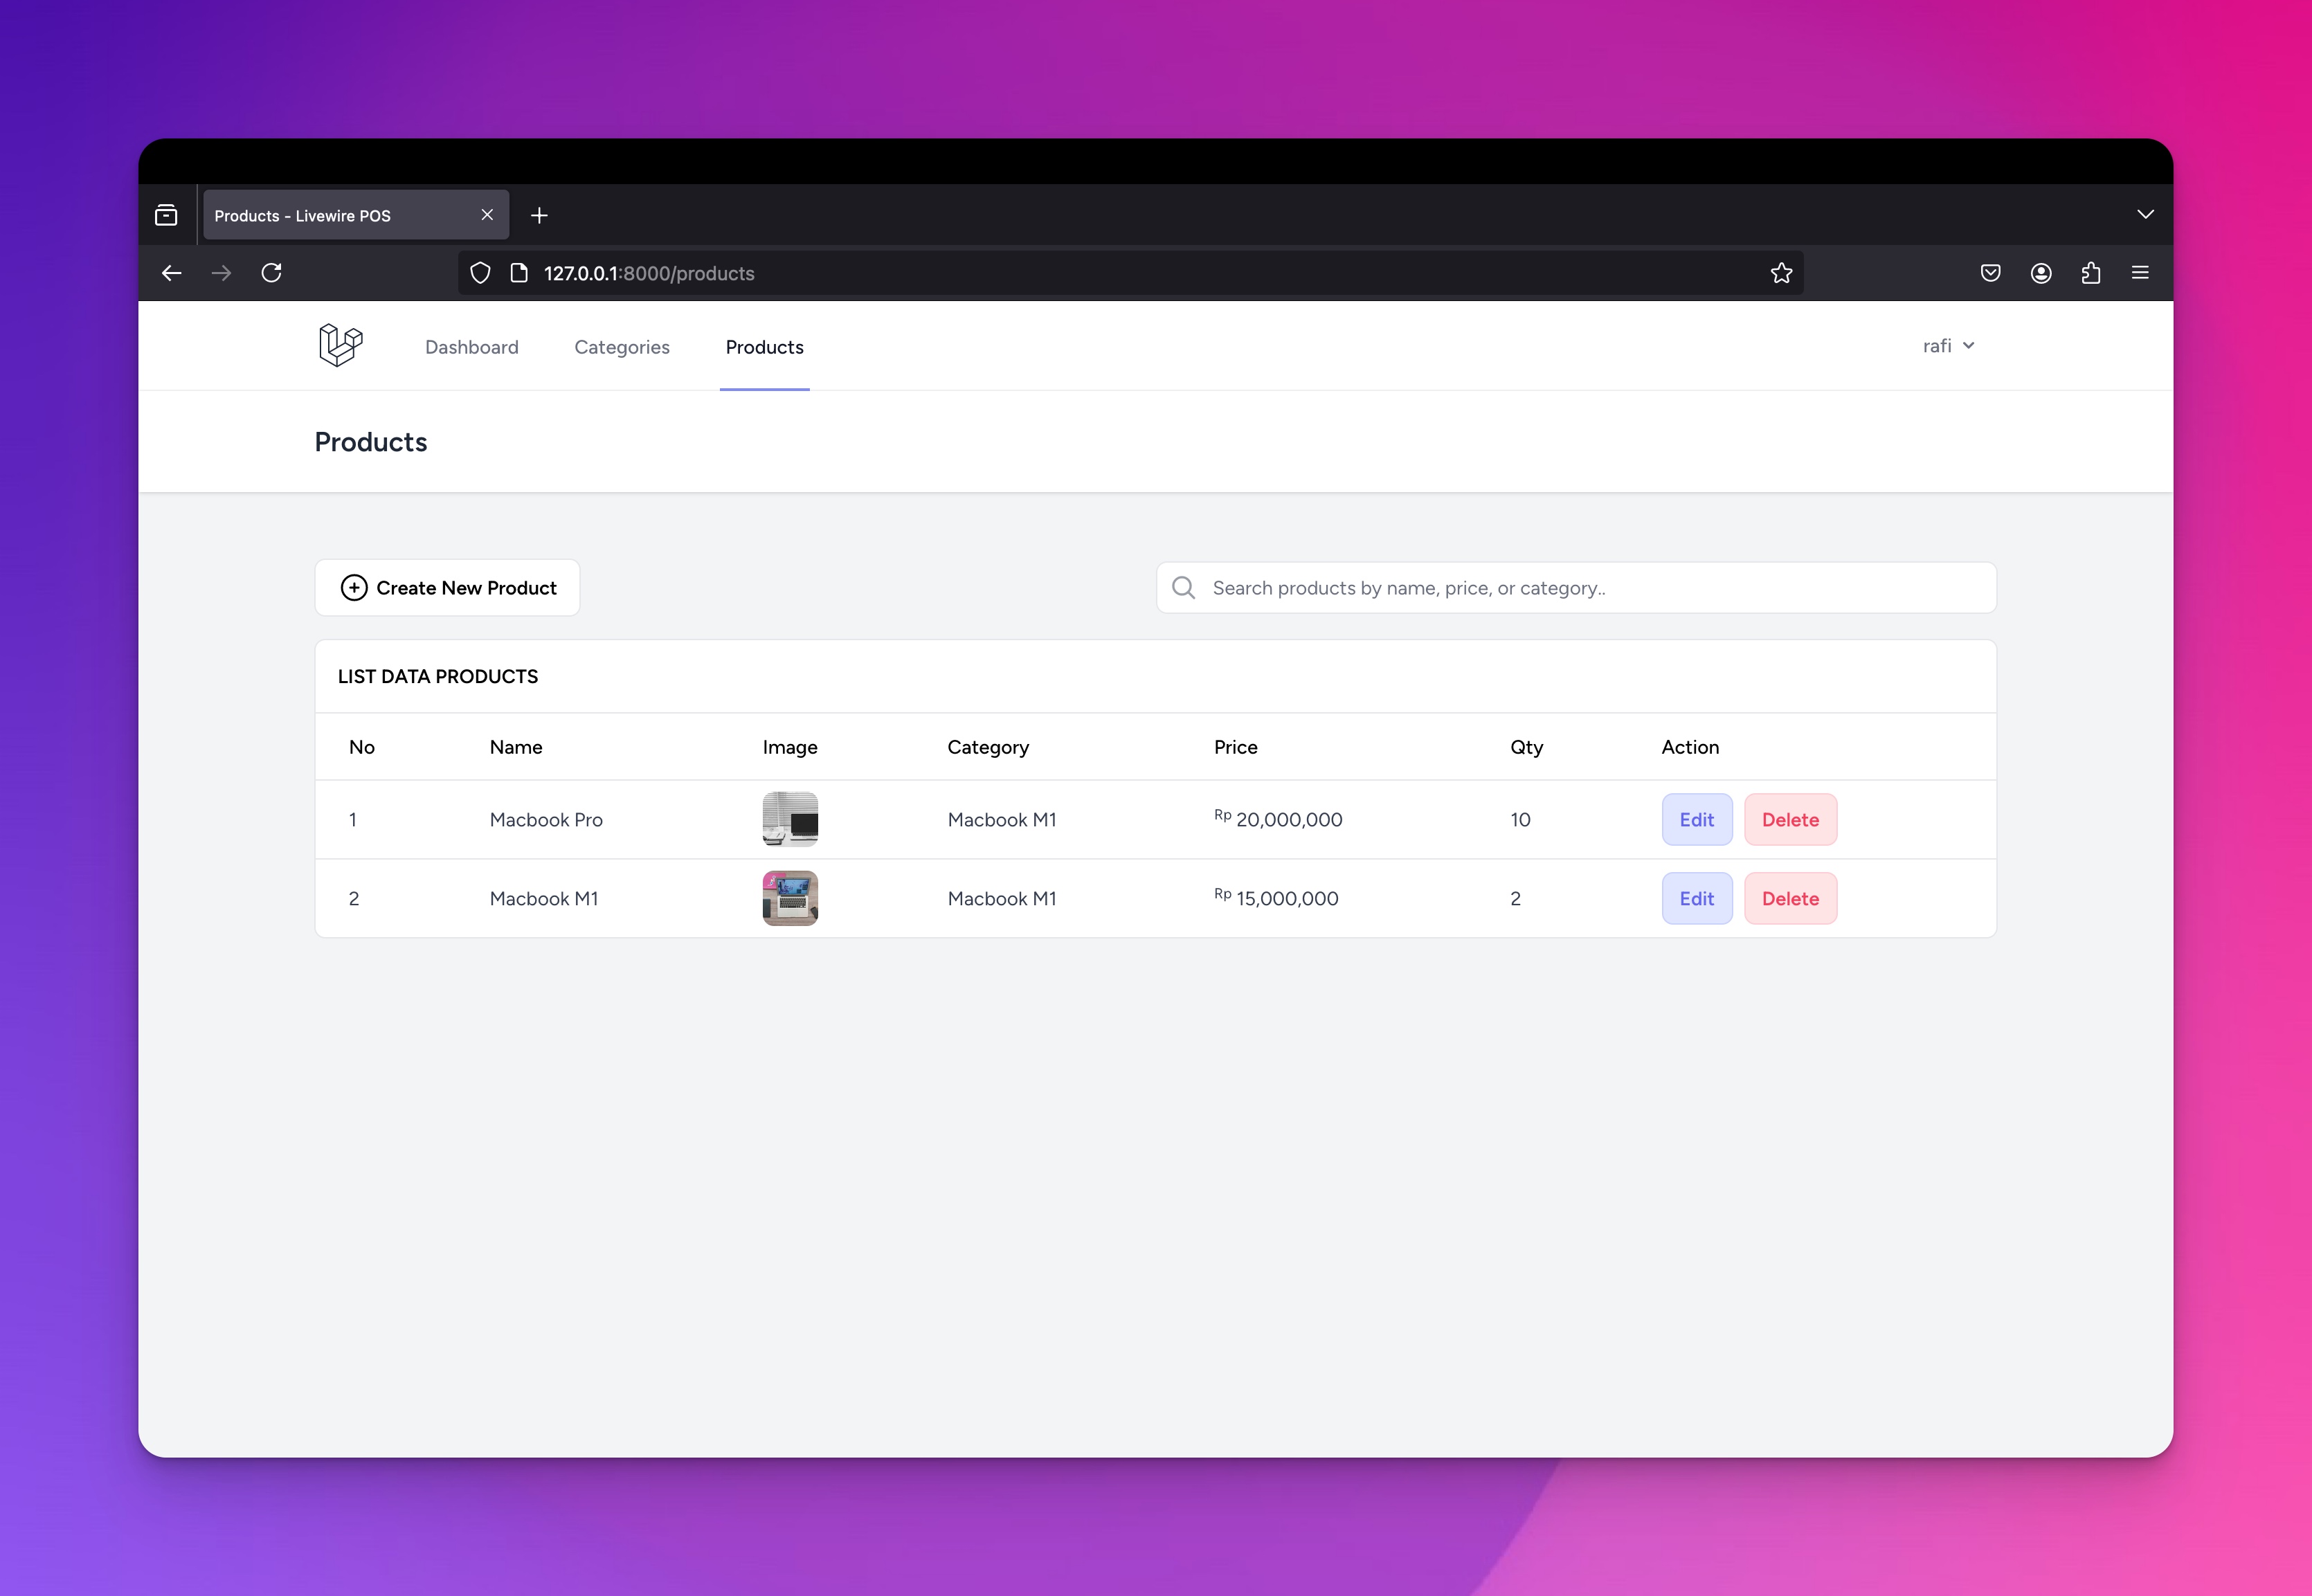 Products - Livewire POS
127.0.0.1:8000/products
Dashboard Categories Products rafi
Products
Create New Product Search products by name, price, or category..
LIST DATA PRODUCTS
No Name Image Category Price Qty Action
1 Macbook Pro Macbook M1 Rp 20,000,000 10 Edit Delete
2 Macbook M1 Macbook M1 Rp 15,000,000 2 Edit Delete